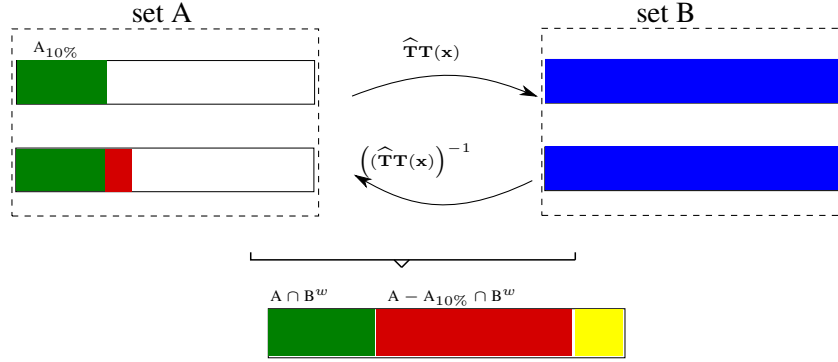 set A
set B
A₁₀%
T̂T(x)
((T̂T(x))⁻¹
A ∩ Bʷ
A − A₁₀% ∩ Bʷ